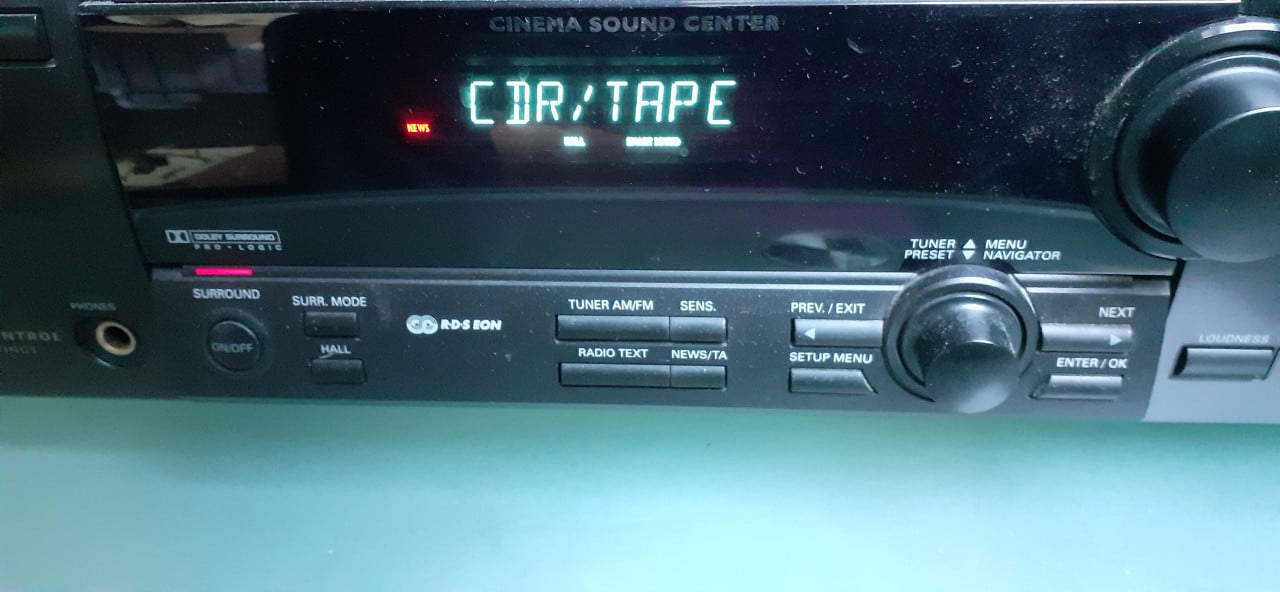 CINEMA SOUND CENTER
CDR/TAPE
NEWS
HALL
DOLBY SURROUND
PRO • LOGIC
TUNER PRESET
MENU NAVIGATOR
PHONES
SURROUND
ON/OFF
SURR. MODE
HALL
R·D·S EON
TUNER AM/FM
SENS.
RADIO TEXT
NEWS/TA
PREV. / EXIT
SETUP MENU
NEXT
ENTER / OK
LOUDNESS